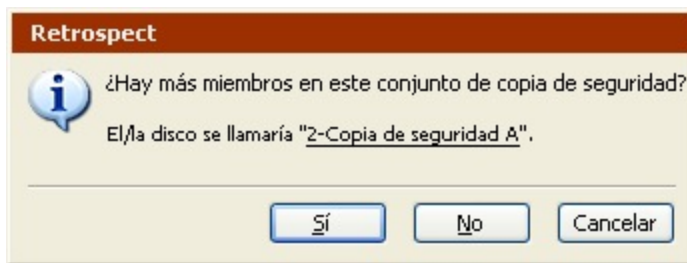 Retrospect
¿Hay más miembros en este conjunto de copia de seguridad?
El/la disco se llamaría "2-Copia de seguridad A".
Sí
No
Cancelar